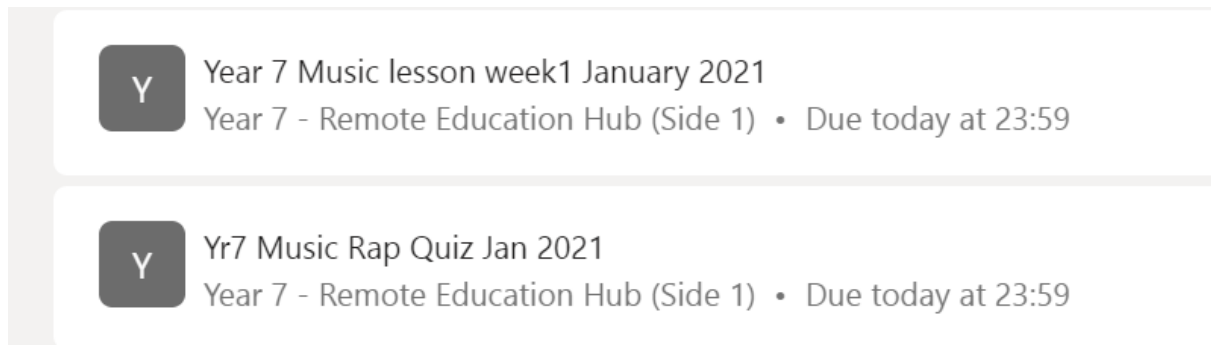 Y
Year 7 Music lesson week1 January 2021
Year 7 - Remote Education Hub (Side 1) • Due today at 23:59
Y
Yr7 Music Rap Quiz Jan 2021
Year 7 - Remote Education Hub (Side 1) • Due today at 23:59